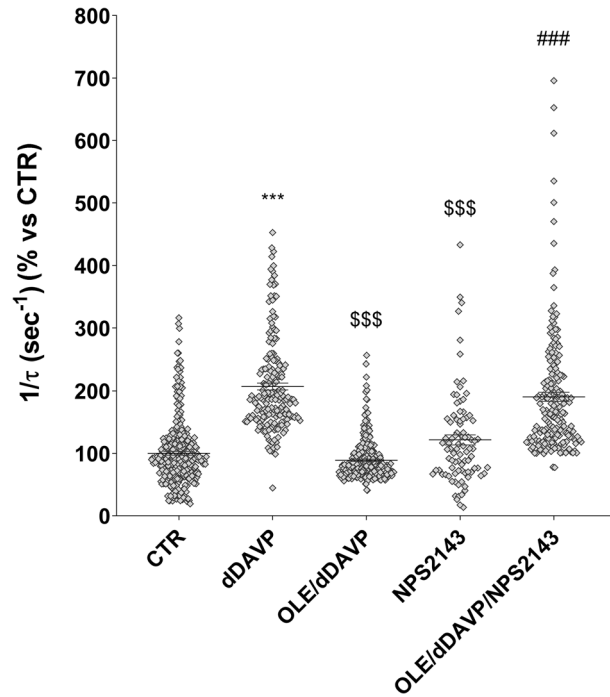 800
700
600
500
400
300
200
100
0
1/τ (sec⁻¹) (% vs CTR)
***
$$$
$$$
###
CTR
dDAVP
OLE/dDAVP
NPS2143
OLE/dDAVP/NPS2143